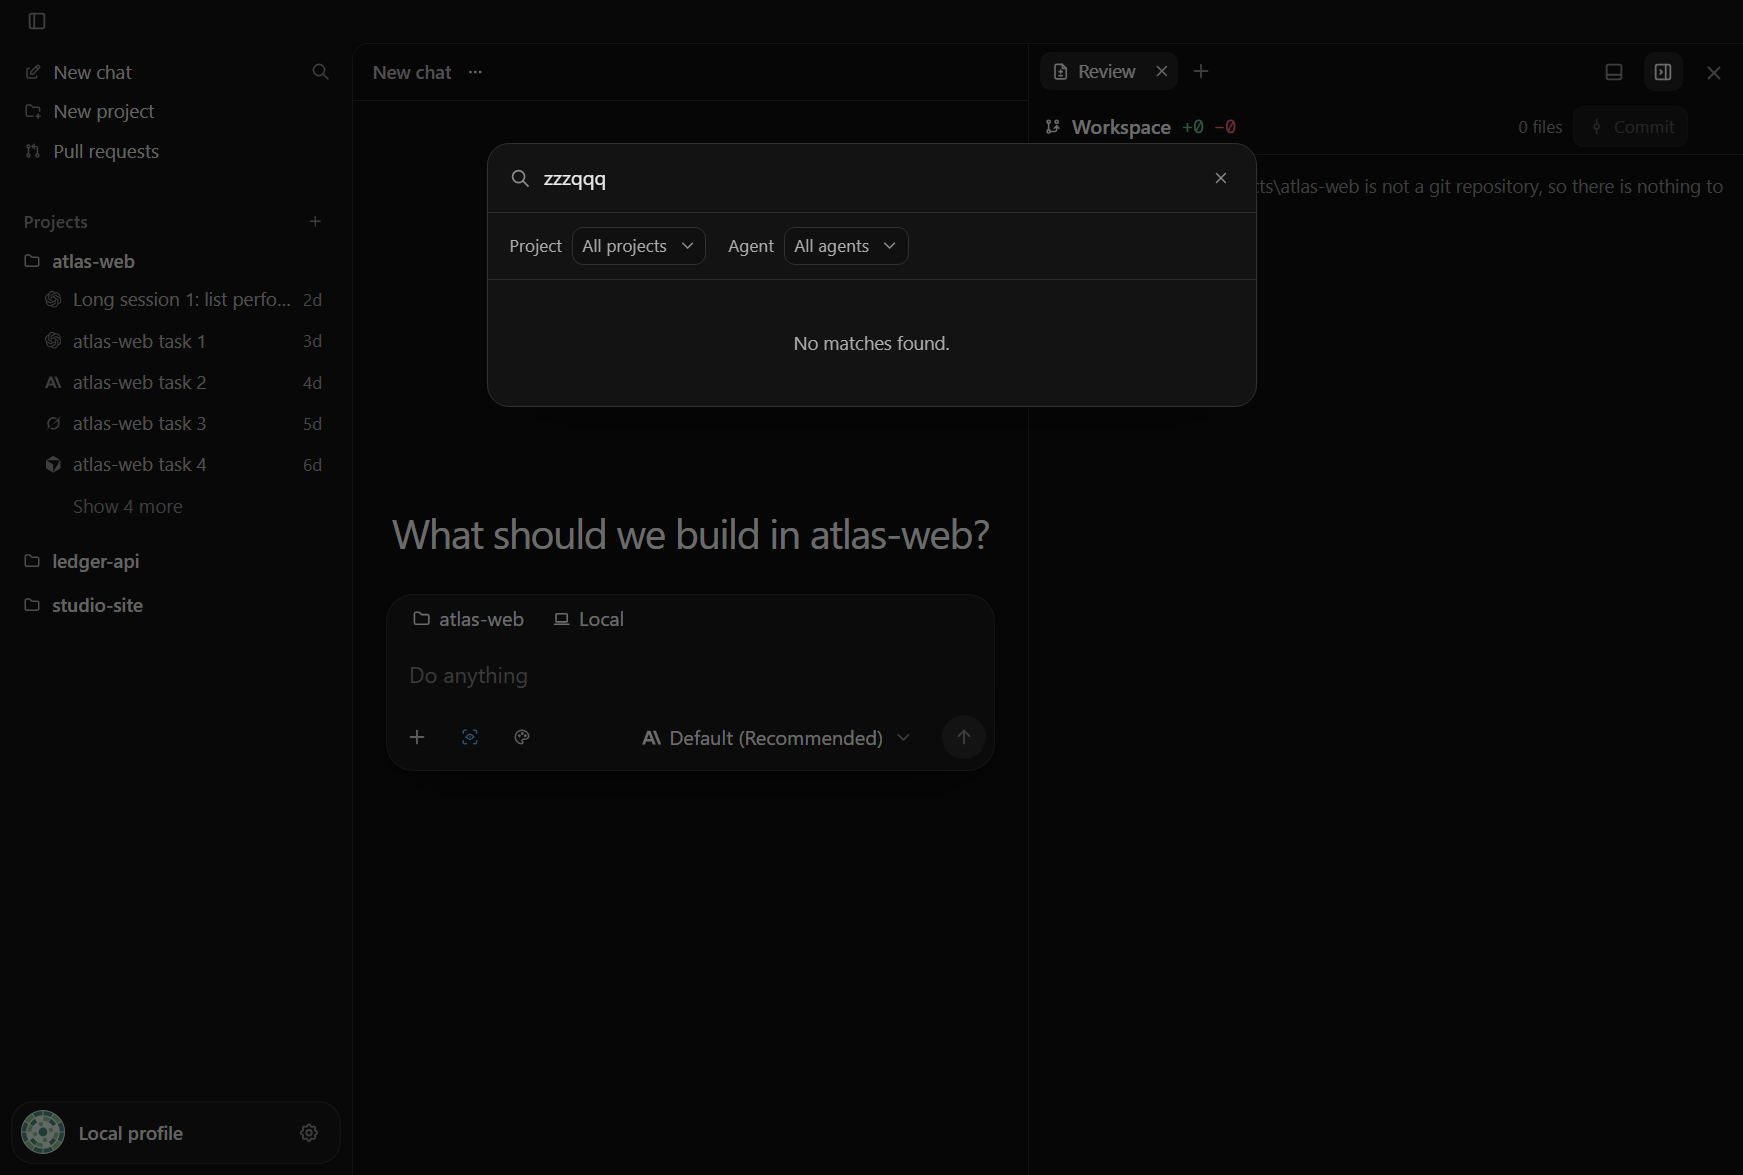 New chat
New project
Pull requests
Projects
atlas-web
Long session 1: list perfo... 2d
atlas-web task 1 3d
atlas-web task 2 4d
atlas-web task 3 5d
atlas-web task 4 6d
Show 4 more
ledger-api
studio-site
Local profile
New chat ...
Review
Workspace +0 −0 0 files Commit
cts\atlas-web is not a git repository, so there is nothing to
zzzqqq
Project All projects Agent All agents
No matches found.
What should we build in atlas-web?
atlas-web Local
Do anything
Default (Recommended)